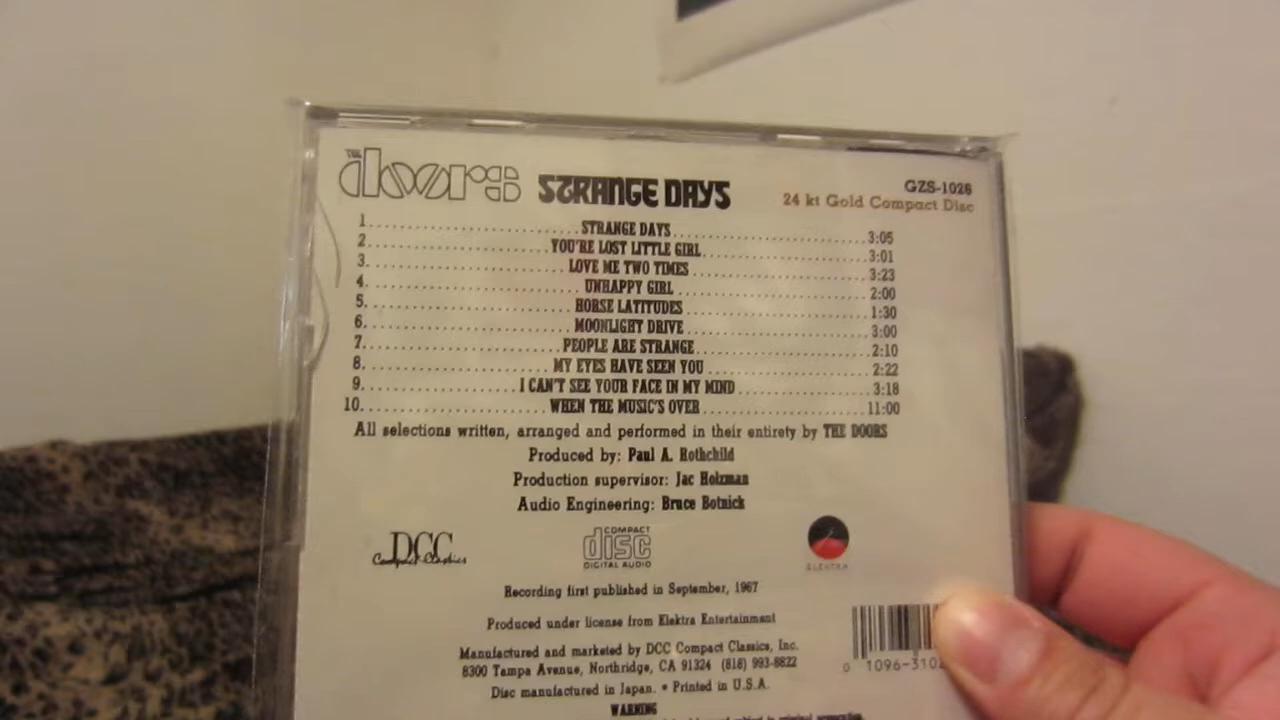 THE doors STRANGE DAYS
GZS-1026
24 kt Gold Compact Disc
1. STRANGE DAYS 3:05
2. YOU'RE LOST LITTLE GIRL 3:01
3. LOVE ME TWO TIMES 3:23
4. UNHAPPY GIRL 2:00
5. HORSE LATITUDES 1:30
6. MOONLIGHT DRIVE 3:00
7. PEOPLE ARE STRANGE 2:10
8. MY EYES HAVE SEEN YOU 2:22
9. I CAN'T SEE YOUR FACE IN MY MIND 3:18
10. WHEN THE MUSIC'S OVER 11:00
All selections written, arranged and performed in their entirety by THE DOORS
Produced by: Paul A. Rothchild
Production supervisor: Jac Holzman
Audio Engineering: Bruce Botnick
DCC
Compact Classics
COMPACT
disc
DIGITAL AUDIO
ELEKTRA
Recording first published in September, 1967
Produced under license from Elektra Entertainment
Manufactured and marketed by DCC Compact Classics, Inc.
8300 Tampa Avenue, Northridge, CA 91324 (818) 993-8822
Disc manufactured in Japan. • Printed in U.S.A.
0 1096-3102
WARNING